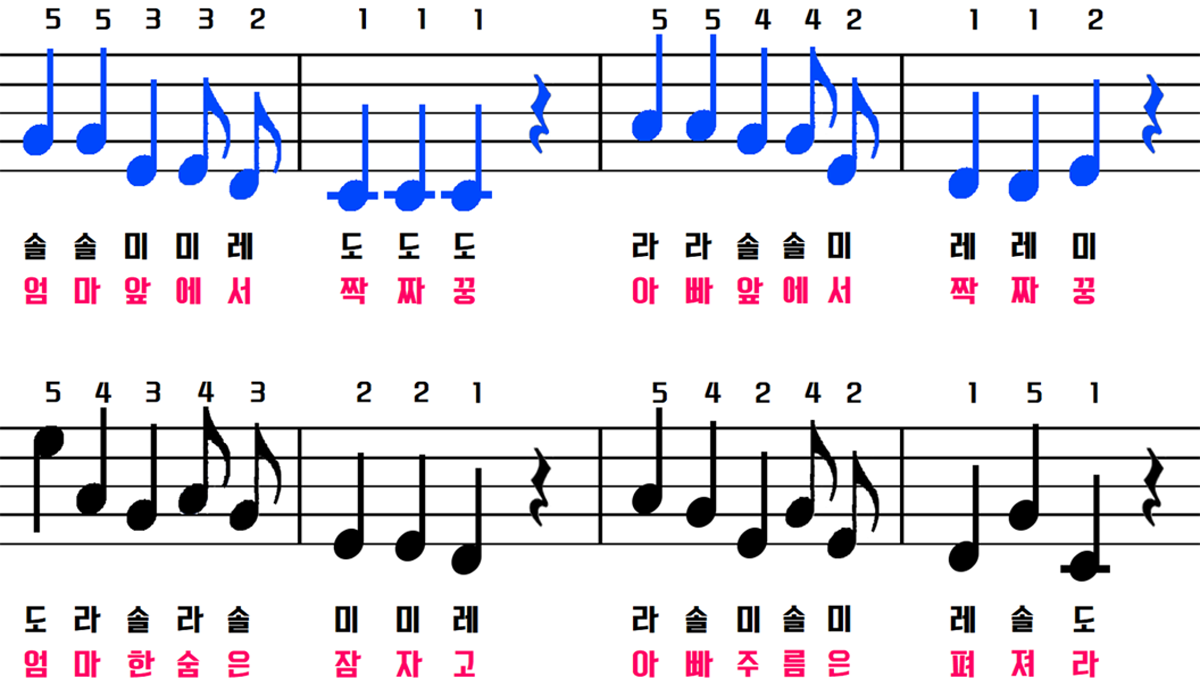 5 5 3 3 2 1 1 1 5 5 4 4 2 1 1 2
솔 솔 미 미 레 도 도 도 라 라 솔 솔 미 레 레 미
엄 마 앞 에 서 짝 짜 꿍 아 빠 앞 에 서 짝 짜 꿍
5 4 3 4 3 2 2 1 5 4 2 4 2 1 5 1
도 라 솔 라 솔 미 미 레 라 솔 미 솔 미 레 솔 도
엄 마 한 숨 은 잠 자 고 아 빠 주 름 은 펴 져 라